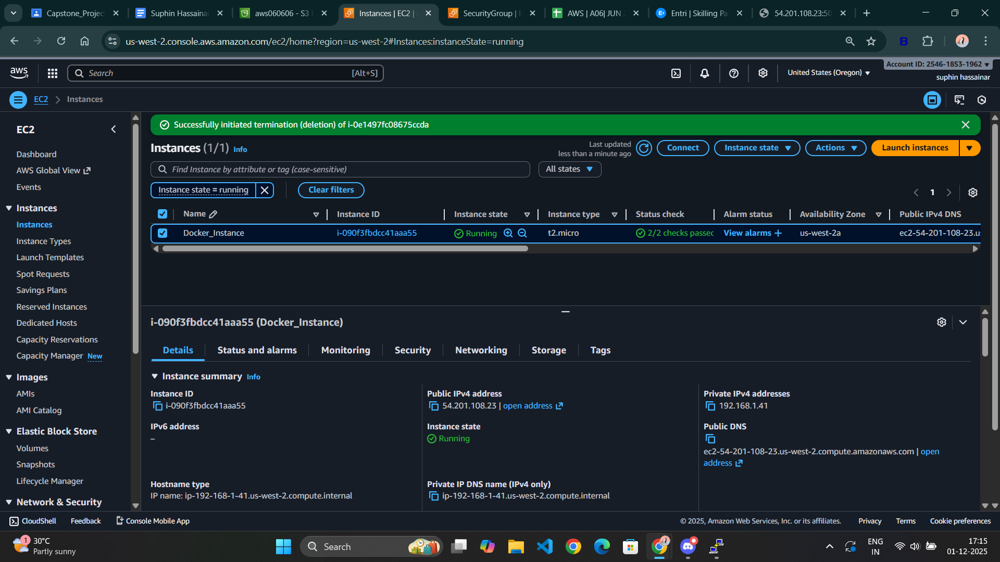 Capstone_Projec
Suphin Hassaina
aws060606 - S3
Instances | EC2 |
SecurityGroup | E
AWS | A06| JUN
Entri | Skilling Pa
54.201.108.23:50
us-west-2.console.aws.amazon.com/ec2/home?region=us-west-2#Instances:instanceState=running
aws
Search
[Alt+S]
United States (Oregon)
Account ID: 2546-1853-1962
suphin hassainar
EC2
Instances
EC2
Dashboard
AWS Global View
Events
Instances
Instances
Instance Types
Launch Templates
Spot Requests
Savings Plans
Reserved Instances
Dedicated Hosts
Capacity Reservations
Capacity Manager New
Images
AMIs
AMI Catalog
Elastic Block Store
Volumes
Snapshots
Lifecycle Manager
Network & Security
Successfully initiated termination (deletion) of i-0e1497fc08675ccda
Instances (1/1) Info
Last updated
less than a minute ago
Connect
Instance state
Actions
Launch instances
Find Instance by attribute or tag (case-sensitive)
All states
Instance state = running
Clear filters
1
Name
Instance ID
Instance state
Instance type
Status check
Alarm status
Availability Zone
Public IPv4 DNS
Docker_Instance
i-090f3fbdcc41aaa55
Running
t2.micro
2/2 checks passec
View alarms
us-west-2a
ec2-54-201-108-23.u
i-090f3fbdcc41aaa55 (Docker_Instance)
Details
Status and alarms
Monitoring
Security
Networking
Storage
Tags
Instance summary Info
Instance ID
i-090f3fbdcc41aaa55
Public IPv4 address
54.201.108.23 | open address
Private IPv4 addresses
192.168.1.41
IPv6 address
–
Instance state
Running
Public DNS
ec2-54-201-108-23.us-west-2.compute.amazonaws.com | open
address
Hostname type
IP name: ip-192-168-1-41.us-west-2.compute.internal
Private IP DNS name (IPv4 only)
ip-192-168-1-41.us-west-2.compute.internal
CloudShell
Feedback
Console Mobile App
© 2025, Amazon Web Services, Inc. or its affiliates.
Privacy
Terms
Cookie preferences
1
30°C
Partly sunny
Search
ENG
IN
17:15
01-12-2025